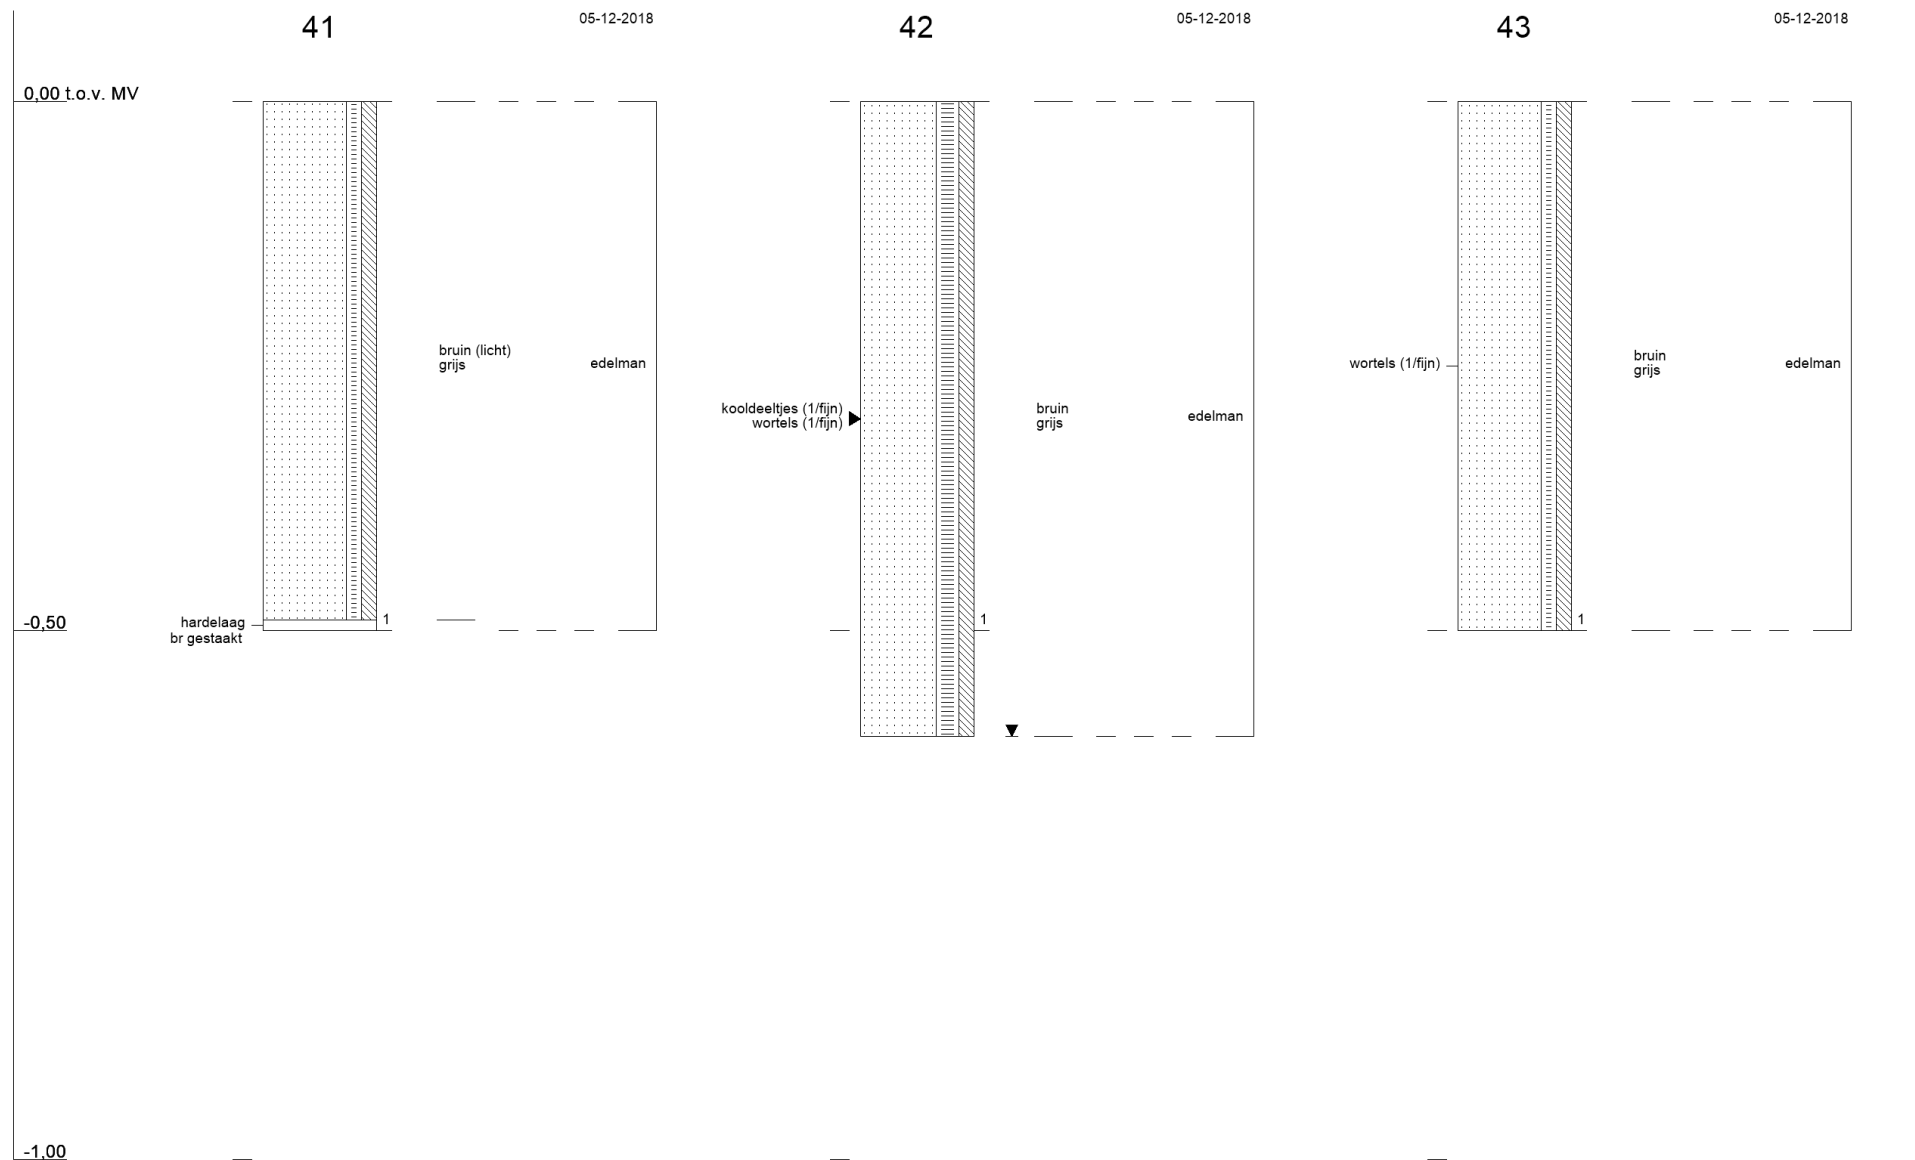 41
05-12-2018
42
05-12-2018
43
05-12-2018
0,00 t.o.v. MV
bruin (licht)
grijs
edelman
hardelaag
br gestaakt
1
kooldeeltjes (1/fijn)
wortels (1/fijn)
bruin
grijs
edelman
1
wortels (1/fijn)
bruin
grijs
edelman
1
-0,50
-1,00